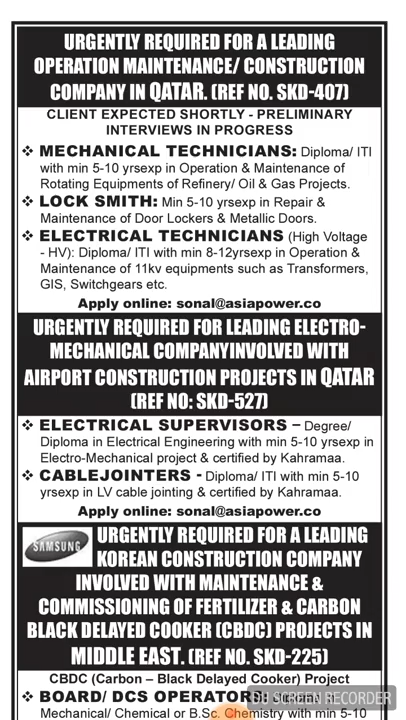 URGENTLY REQUIRED FOR A LEADING
OPERATION MAINTENANCE/ CONSTRUCTION
COMPANY IN QATAR. (REF NO. SKD-407)
CLIENT EXPECTED SHORTLY - PRELIMINARY
INTERVIEWS IN PROGRESS
❖ MECHANICAL TECHNICIANS: Diploma/ ITI
with min 5-10 yrsexp in Operation & Maintenance of
Rotating Equipments of Refinery/ Oil & Gas Projects.
❖ LOCK SMITH: Min 5-10 yrsexp in Repair &
Maintenance of Door Lockers & Metallic Doors.
❖ ELECTRICAL TECHNICIANS (High Voltage
- HV): Diploma/ ITI with min 8-12yrsexp in Operation &
Maintenance of 11kv equipments such as Transformers,
GIS, Switchgears etc.
Apply online: sonal@asiapower.co
URGENTLY REQUIRED FOR LEADING ELECTRO-
MECHANICAL COMPANYINVOLVED WITH
AIRPORT CONSTRUCTION PROJECTS IN QATAR
(REF NO: SKD-527)
❖ ELECTRICAL SUPERVISORS – Degree/
Diploma in Electrical Engineering with min 5-10 yrsexp in
Electro-Mechanical project & certified by Kahramaa.
❖ CABLEJOINTERS - Diploma/ ITI with min 5-10
yrsexp in LV cable jointing & certified by Kahramaa.
Apply online: sonal@asiapower.co
SAMSUNG
URGENTLY REQUIRED FOR A LEADING
KOREAN CONSTRUCTION COMPANY
INVOLVED WITH MAINTENANCE &
COMMISSIONING OF FERTILIZER & CARBON
BLACK DELAYED COOKER (CBDC) PROJECTS IN
MIDDLE EAST. (REF NO. SKD-225)
CBDC (Carbon – Black Delayed Cooker) Project
❖ BOARD/ DCS OPERATORS:
SCREEN RECORDER
Mechanical/ Chemical or B.Sc. Chemistry with min 5-10